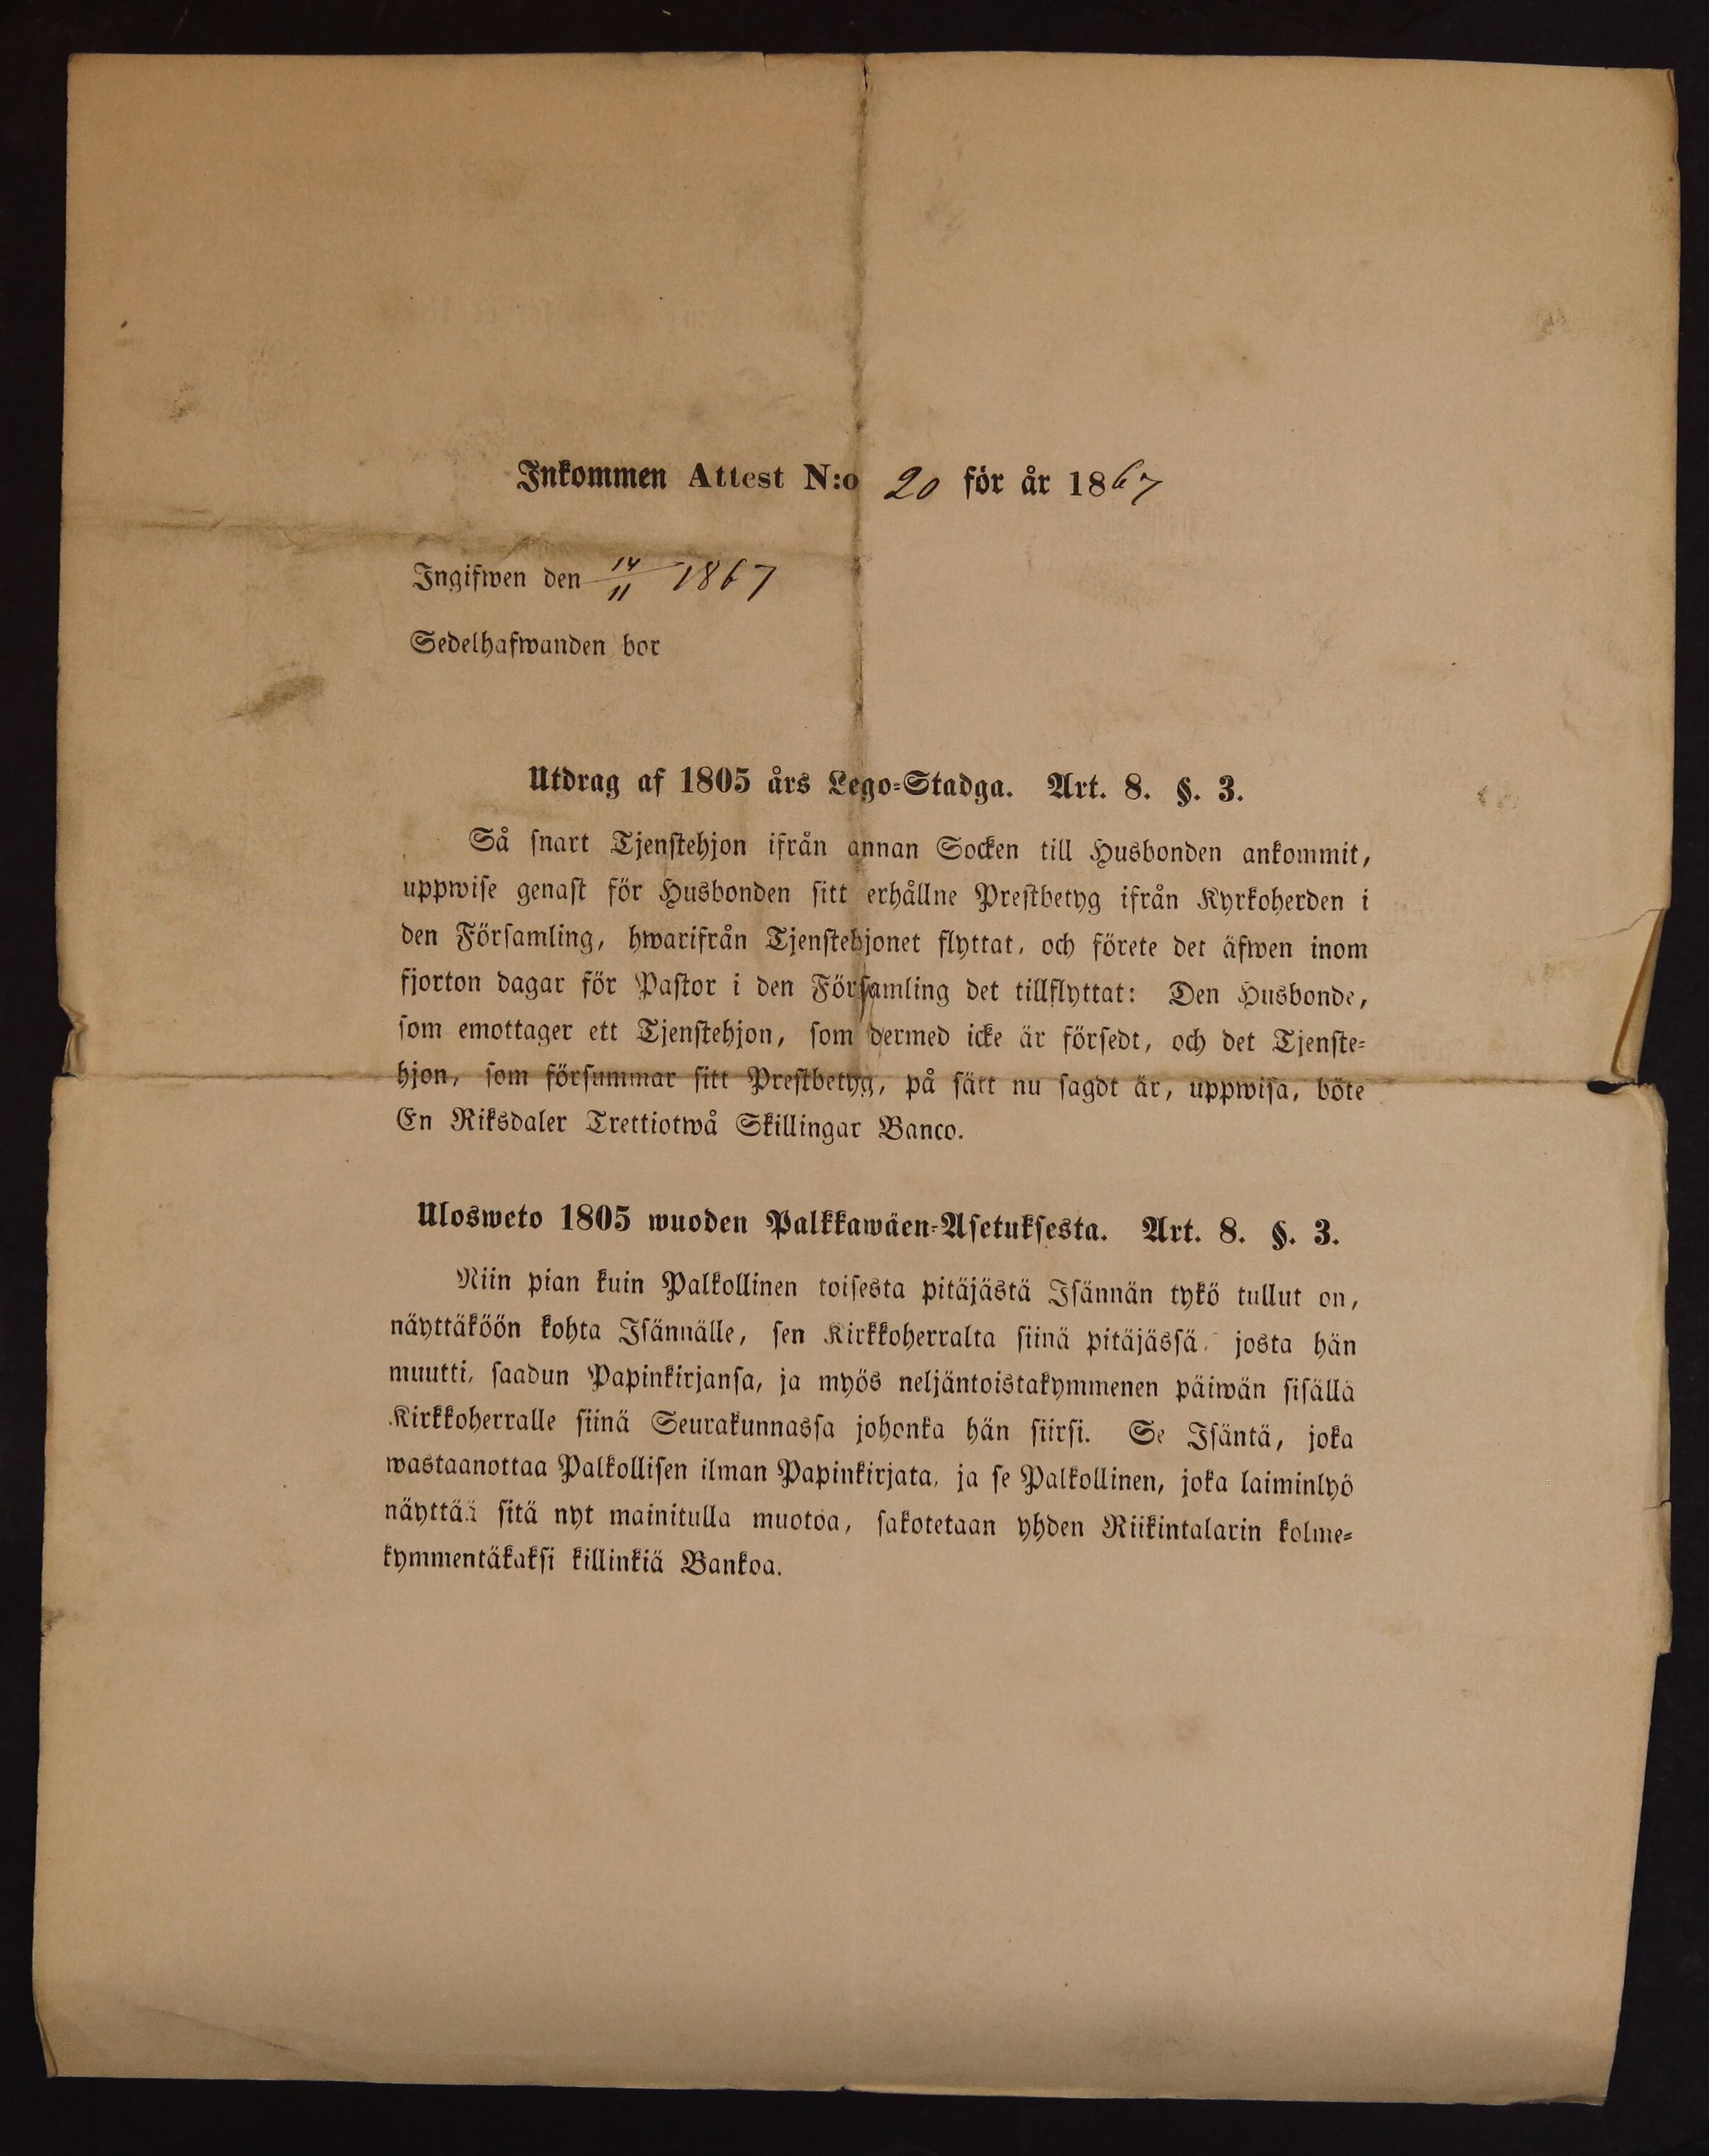 Inkommen Attest N:o 20 för år 1867
Ingifwen den 14/11 1867
Sedelhafwanden bor
Utdrag af 1805 års Lego-Stadga. Art. 8. §. 3.
Så snart Tjenstehjon ifrån annan Socken till Husbonden ankommit,
uppwise genast för Husbonden sitt erhållne Prestbetyg ifrån Kyrkoherden i
den Församling, hwarifrån Tjenstehjonet flyttat, och förete det äfwen inom
fjorton dagar för Pastor i den Församling det tillflyttat: Den Husbonde,
som emottager ett Tjenstehjon, som dermed icke är försedt, och det Tjenste-
hjon, som försummar sitt Prestbetyg, på sätt nu sagdt är, uppwisa, böte
En Riksdaler Trettiotwå Skillingar Banco.
Ulosweto 1805 wuoden Palkkawäen-Asetuksesta. Art. 8. §. 3.
Niin pian kuin Palkollinen toisesta pitäjästä Isännän tykö tullut on,
näyttäköön kohta Isännälle, sen Kirkkoherralta siinä pitäjässä, josta hän
muutti, saadun Papinkirjansa, ja myös neljäntoistakymmenen päiwän sisällä
Kirkkoherralle siinä Seurakunnassa johonka hän siirsi. Se Isäntä, joka
wastaanottaa Palkollisen ilman Papinkirjata, ja se Palkollinen, joka laiminlyö
näyttää sitä nyt mainitulla muotoa, sakotetaan yhden Riikintalarin kolme-
kymmentäkaksi killinkiä Bankoa.